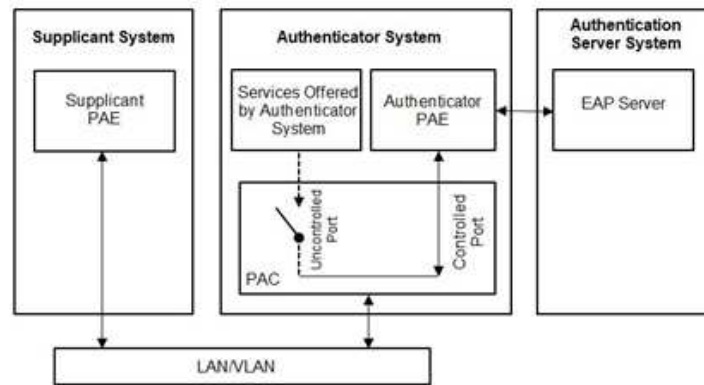 Supplicant System
Supplicant
PAE
Authenticator System
Services Offered
by Authenticator
System
Authenticator
PAE
Uncontrolled
Port
Controlled
Port
PAC
Authentication
Server System
EAP Server
LAN/VLAN